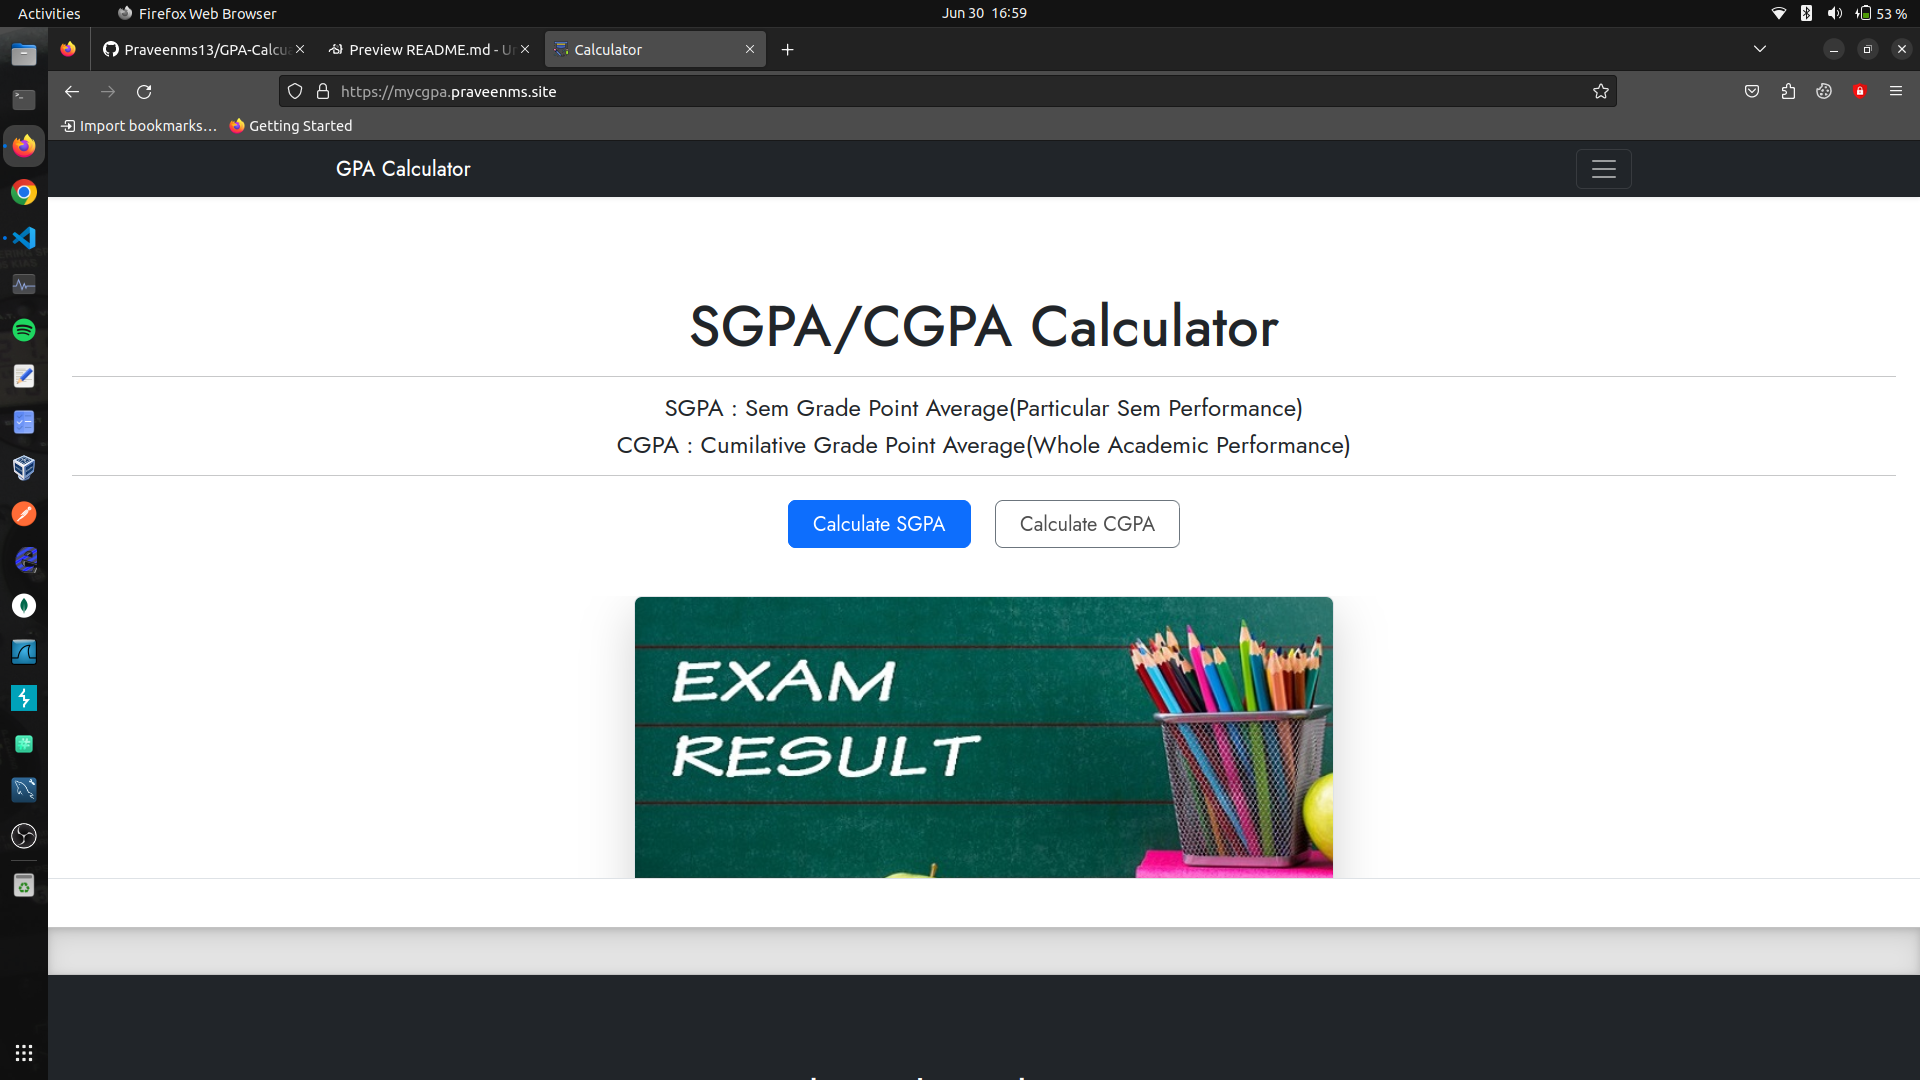 Activities
Firefox Web Browser
Jun 30 16:59
53 %
Praveenms13/GPA-Calcu
Preview README.md - U
Calculator
https://mycgpa.praveenms.site
Import bookmarks...
Getting Started
GPA Calculator
SGPA/CGPA Calculator
SGPA : Sem Grade Point Average(Particular Sem Performance)
CGPA : Cumilative Grade Point Average(Whole Academic Performance)
Calculate SGPA
Calculate CGPA
EXAM
RESULT